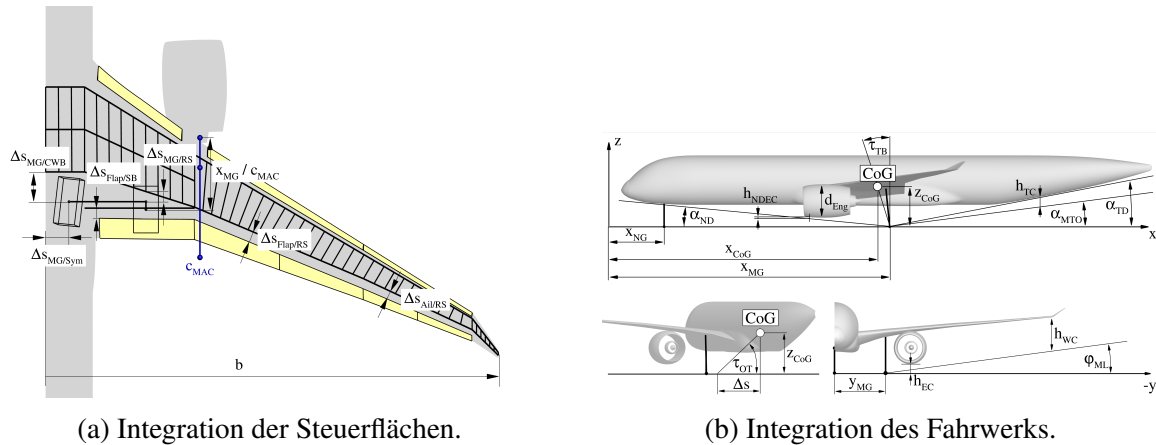 Δs_MG/CWB
Δs_Flap/SB
Δs_MG/RS
x_MG / c_MAC
Δs_Flap/RS
Δs_MG/Sym
c_MAC
Δs_Ail/RS
b
z
τ_TB
CoG
h_NDEC
d_Eng
z_CoG
h_TC
α_ND
α_MTO
α_TD
x
x_NG
x_CoG
x_MG
CoG
z_CoG
τ_OT
Δs
h_WC
φ_ML
y_MG
h_EC
-y
(a) Integration der Steuerflächen.
(b) Integration des Fahrwerks.